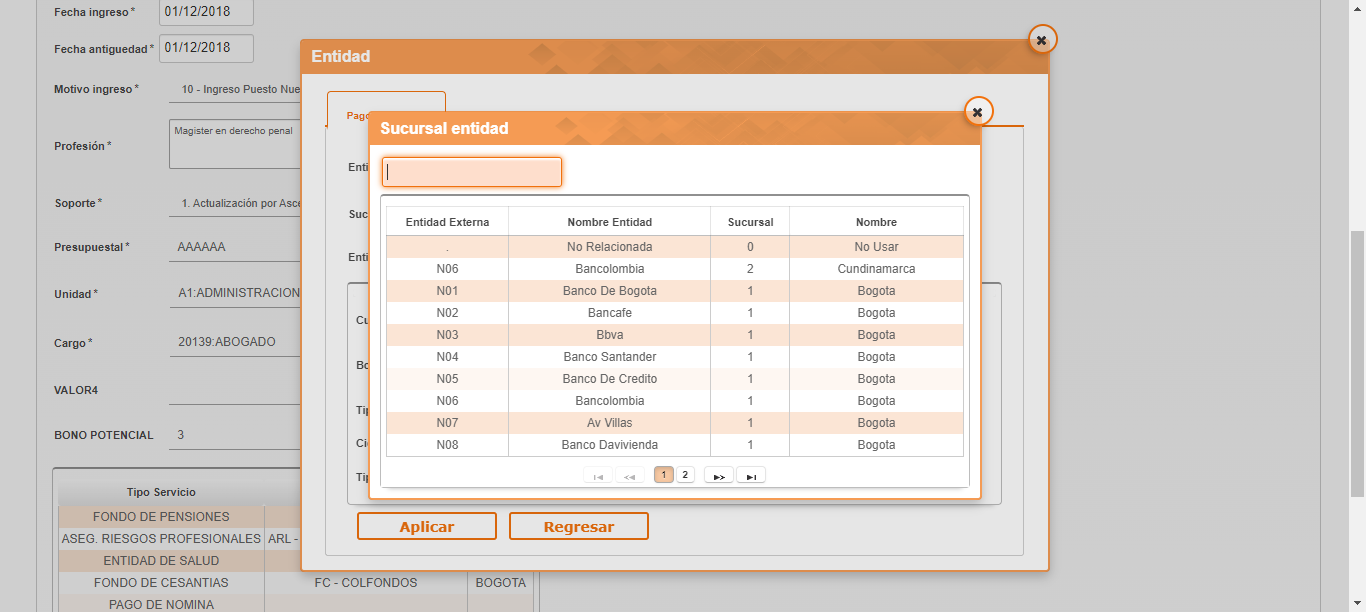 Fecha ingreso* 01/12/2018
Fecha antiguedad* 01/12/2018
Motivo ingreso* 10 - Ingreso Puesto Nue
Profesión* Magister en derecho penal
Soporte* 1. Actualización por Asce
Presupuestal* AAAAAA
Unidad* A1:ADMINISTRACION
Cargo* 20139:ABOGADO
VALOR4
BONO POTENCIAL 3
Tipo Servicio
FONDO DE PENSIONES
ASEG. RIESGOS PROFESIONALES ARL -
ENTIDAD DE SALUD
FONDO DE CESANTIAS FC - COLFONDOS BOGOTA
PAGO DE NOMINA
Entidad
Pago
Enti
Suc
Enti
Cu
Bo
Tip
Ci
Tip
Aplicar Regresar
Sucursal entidad
Entidad Externa Nombre Entidad Sucursal Nombre
. No Relacionada 0 No Usar
N06 Bancolombia 2 Cundinamarca
N01 Banco De Bogota 1 Bogota
N02 Bancafe 1 Bogota
N03 Bbva 1 Bogota
N04 Banco Santander 1 Bogota
N05 Banco De Credito 1 Bogota
N06 Bancolombia 1 Bogota
N07 Av Villas 1 Bogota
N08 Banco Davivienda 1 Bogota
1 2